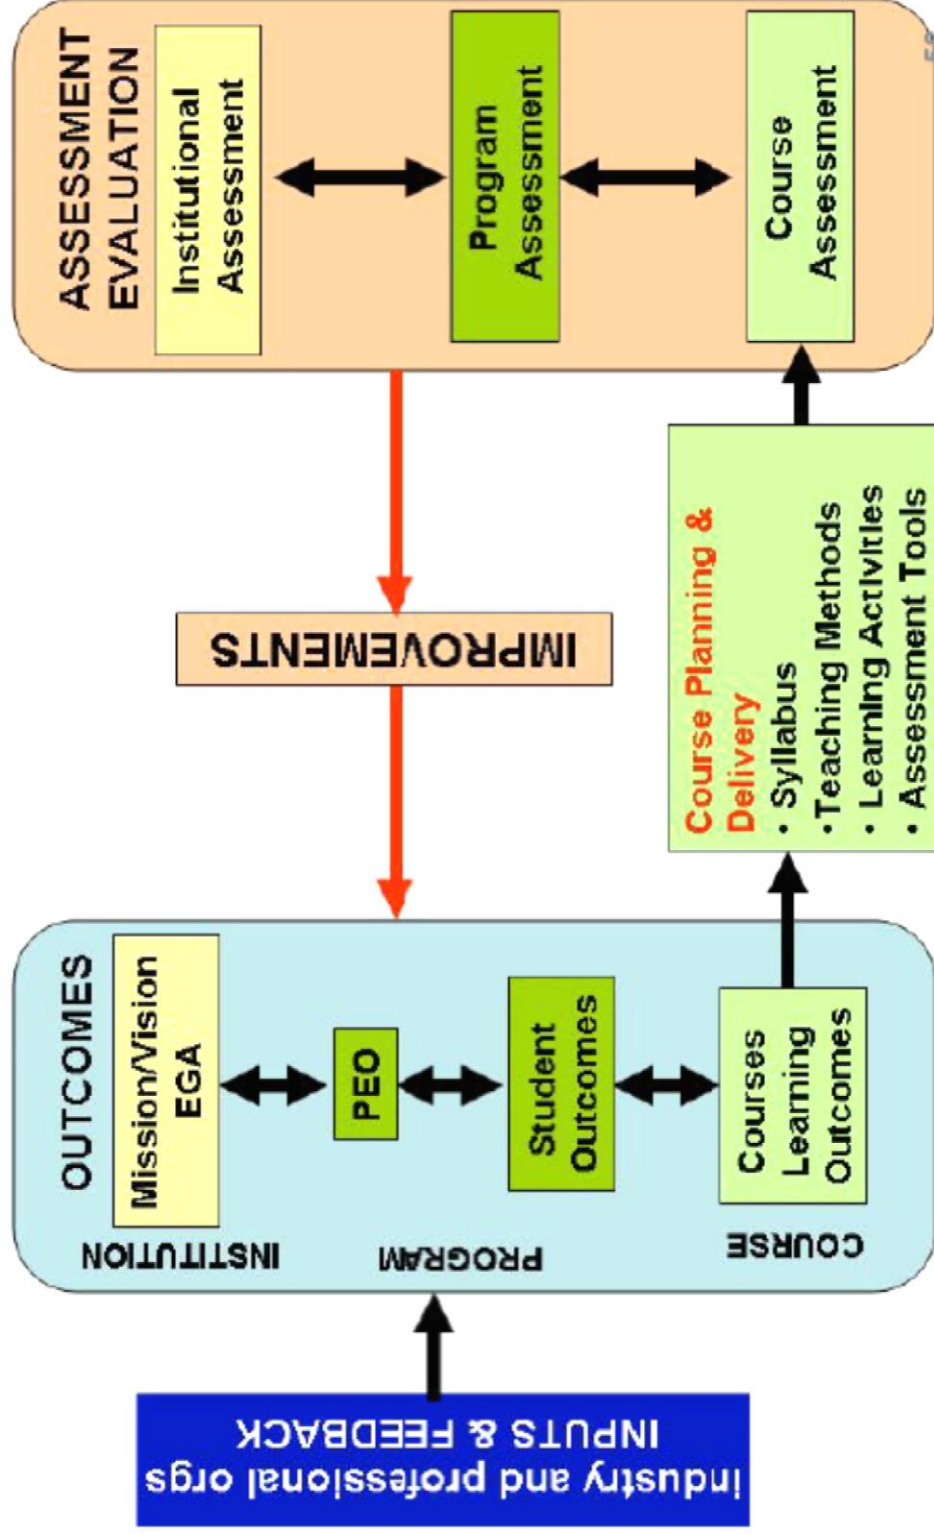 industry and professional orgs
INPUTS & FEEDBACK
OUTCOMES
INSTITUTION
Mission/Vision
EGA
PROGRAM
PEO
Student
Outcomes
COURSE
Courses
Learning
Outcomes
Course Planning &
Delivery
• Syllabus
• Teaching Methods
• Learning Activities
• Assessment Tools
IMPROVEMENTS
ASSESSMENT
EVALUATION
Institutional
Assessment
Program
Assessment
Course
Assessment